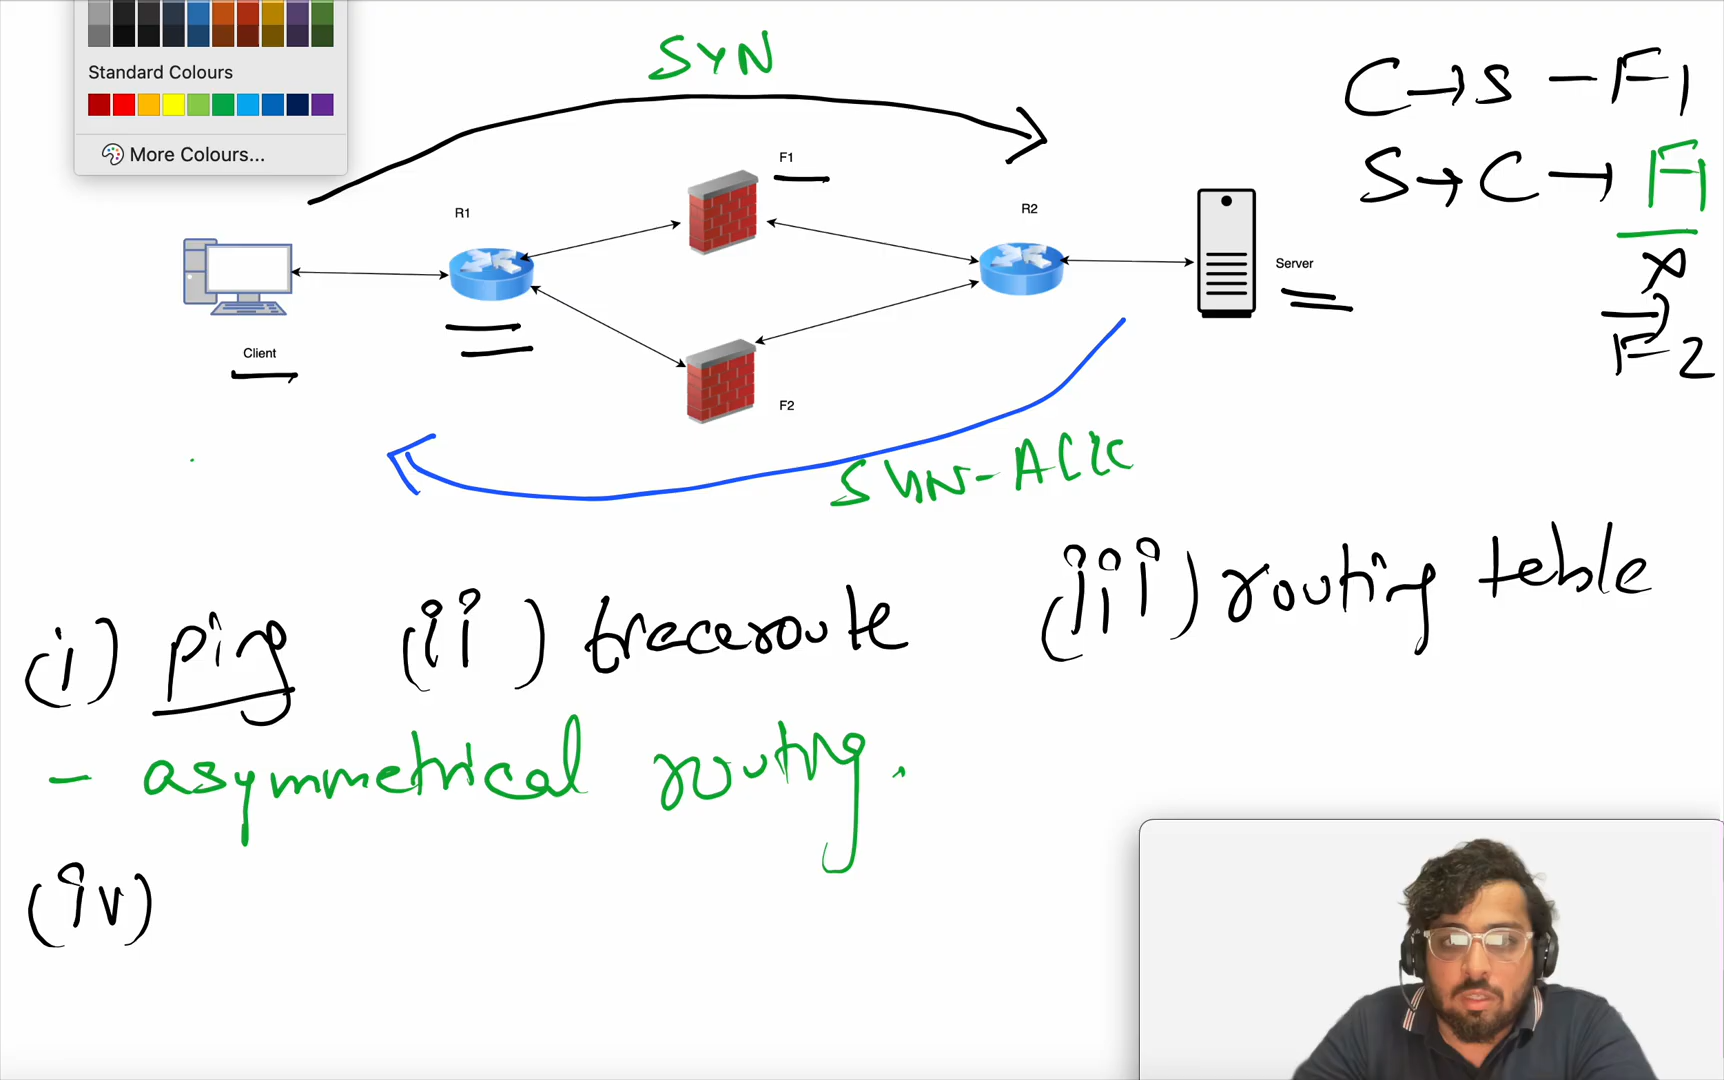 Standard Colours
More Colours...
SYN
C→S - F1
S→C → F1
x
→
F2
F1
R1
R2
Server
Client
F2
SYN-ACK
(i) ping (ii) traceroute (iii) routing teble
- asymmetrical routing.
(iv)